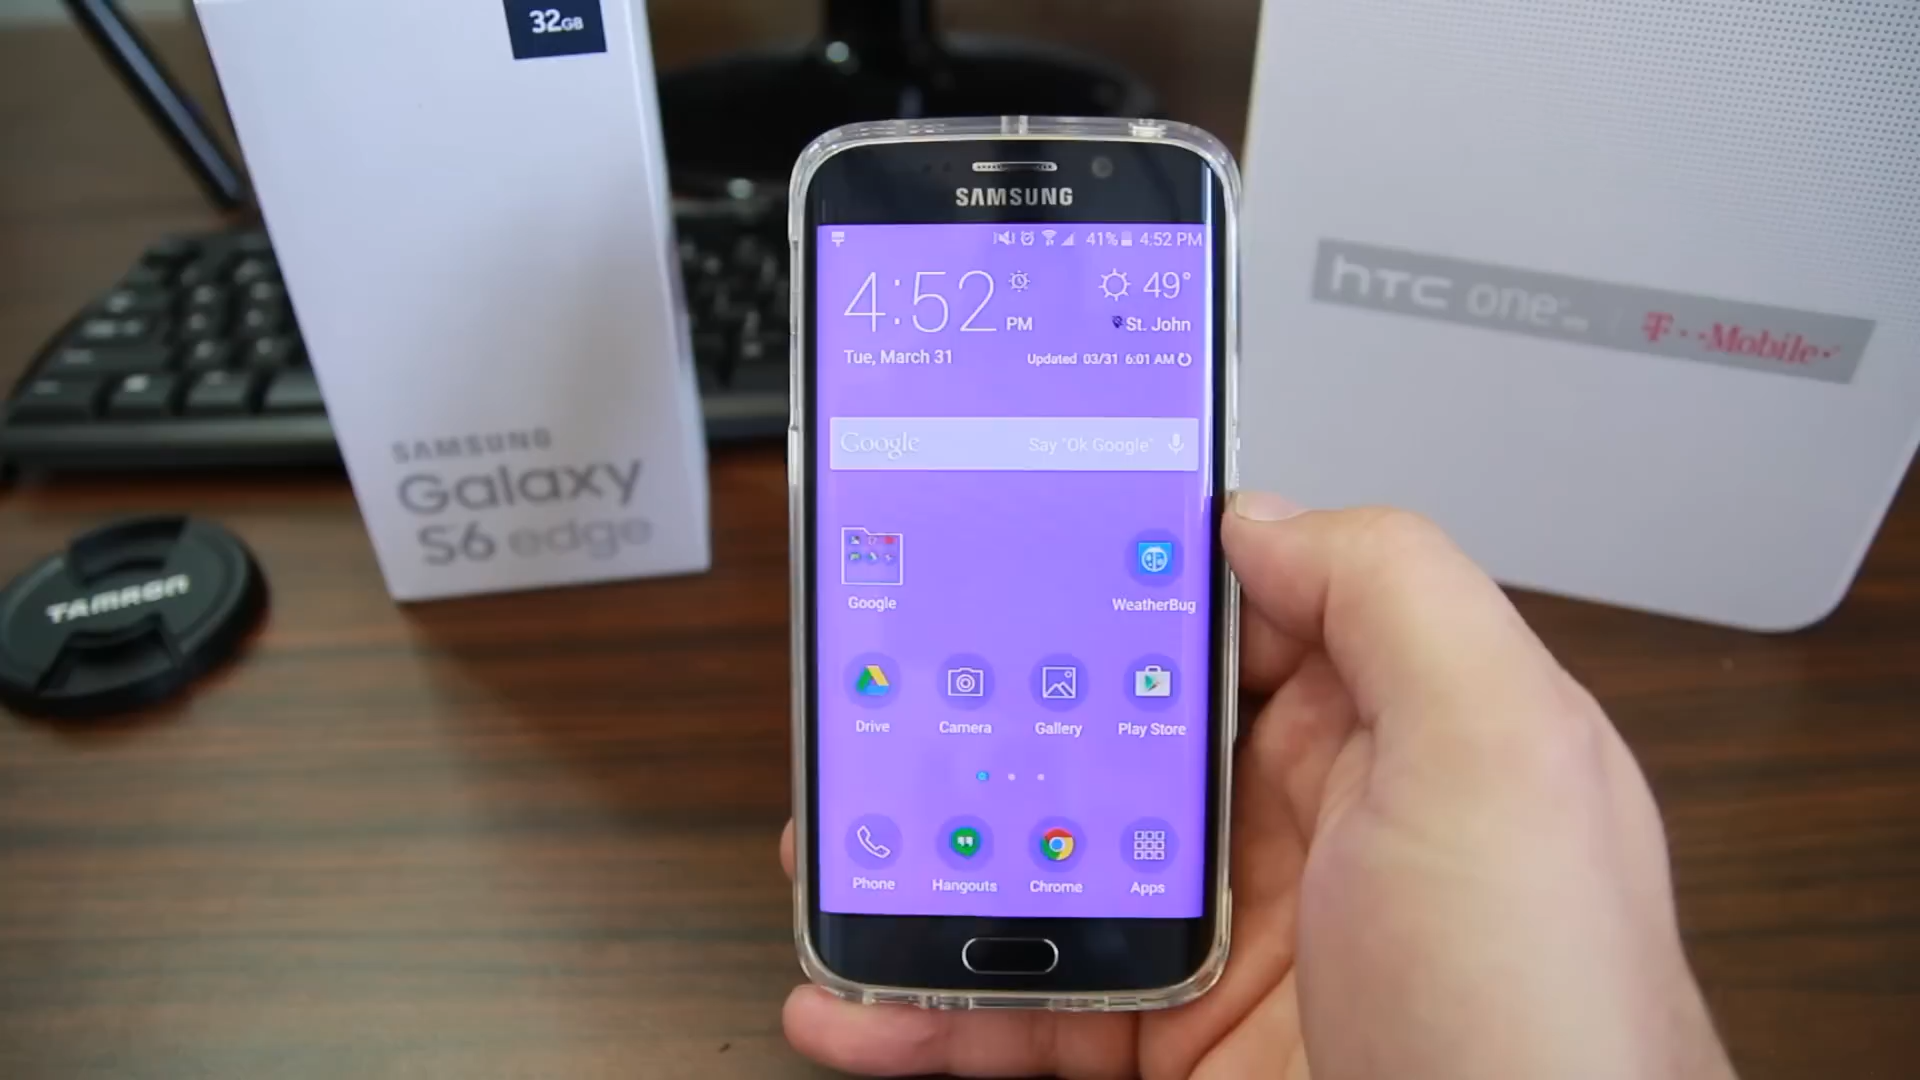 32GB
SAMSUNG
Galaxy
S6 edge
TAMRON
SAMSUNG
41% 4:52 PM
4:52 PM
49°
St. John
Tue, March 31
Updated 03/31 6:01 AM
Google
Say "Ok Google"
Google
WeatherBug
Drive
Camera
Gallery
Play Store
Phone
Hangouts
Chrome
Apps
hTC one
T··Mobile